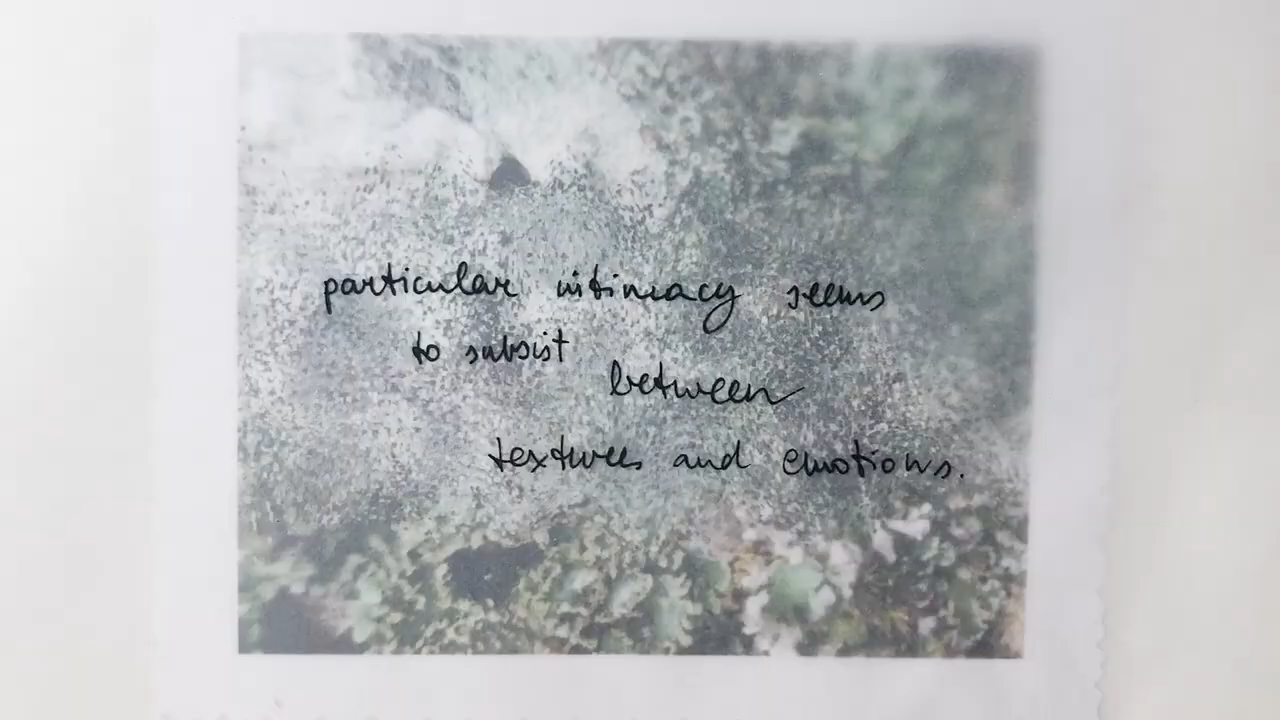 particular intimacy seems
to subsist
between
textures and emotions.